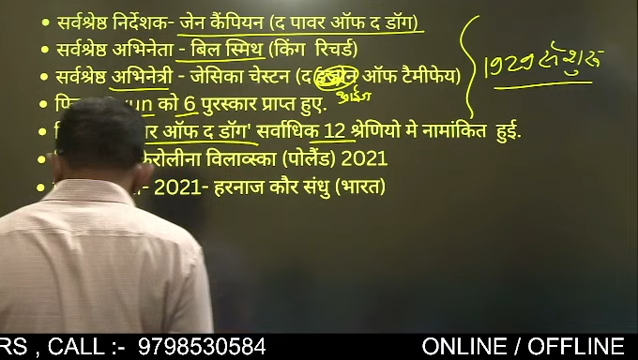 • सर्वश्रेष्ठ निर्देशक- जेन कैंपियन (द पावर ऑफ द डॉग)
• सर्वश्रेष्ठ अभिनेता - बिल स्मिथ (किंग रिचर्ड)
1929 से शुरू
• सर्वश्रेष्ठ अभिनेत्री - जेसिका चेस्टन (द ऑफ टैमीफेय)
आईज
• को 6 पुरस्कार प्राप्त हुए.
• ऑफ द डॉग' सर्वाधिक 12 श्रेणियो मे नामांकित हुई.
• विलाव्स्का (पोलैंड) 2021
• - 2021- हरनाज कौर संधु (भारत)
RS , CALL :- 9798530584 ONLINE / OFFLINE